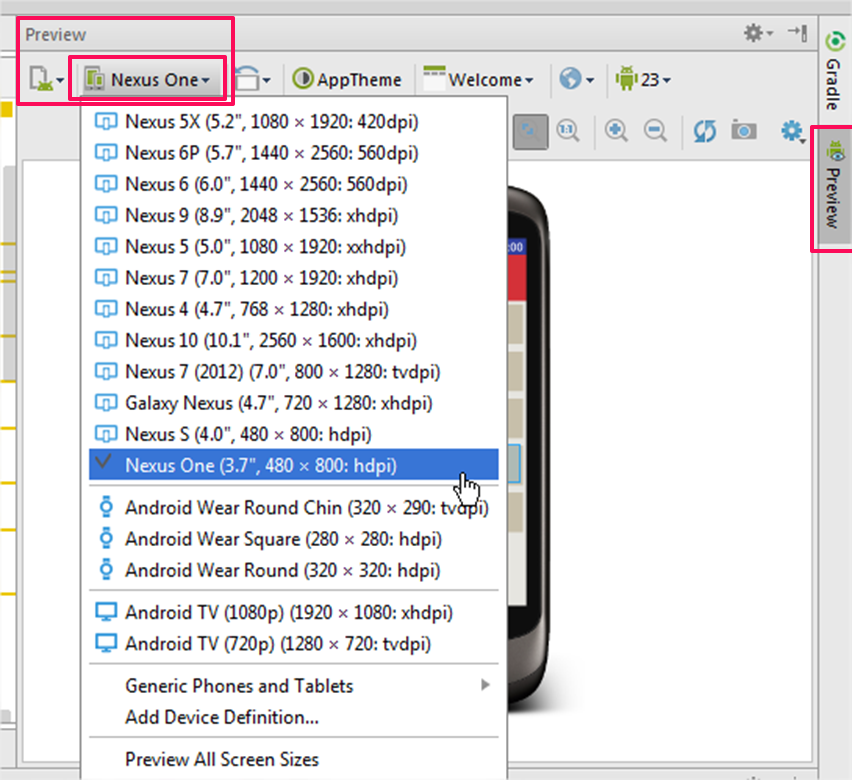 Preview
Nexus One
AppTheme
Welcome
23
1:1
Nexus 5X (5.2", 1080 × 1920: 420dpi)
Nexus 6P (5.7", 1440 × 2560: 560dpi)
Nexus 6 (6.0", 1440 × 2560: 560dpi)
Nexus 9 (8.9", 2048 × 1536: xhdpi)
Nexus 5 (5.0", 1080 × 1920: xxhdpi)
Nexus 7 (7.0", 1200 × 1920: xhdpi)
Nexus 4 (4.7", 768 × 1280: xhdpi)
Nexus 10 (10.1", 2560 × 1600: xhdpi)
Nexus 7 (2012) (7.0", 800 × 1280: tvdpi)
Galaxy Nexus (4.7", 720 × 1280: xhdpi)
Nexus S (4.0", 480 × 800: hdpi)
Nexus One (3.7", 480 × 800: hdpi)
Android Wear Round Chin (320 × 290: tvdpi)
Android Wear Square (280 × 280: hdpi)
Android Wear Round (320 × 320: hdpi)
Android TV (1080p) (1920 × 1080: xhdpi)
Android TV (720p) (1280 × 720: tvdpi)
Generic Phones and Tablets
Add Device Definition...
Preview All Screen Sizes
:00
Gradle
Preview